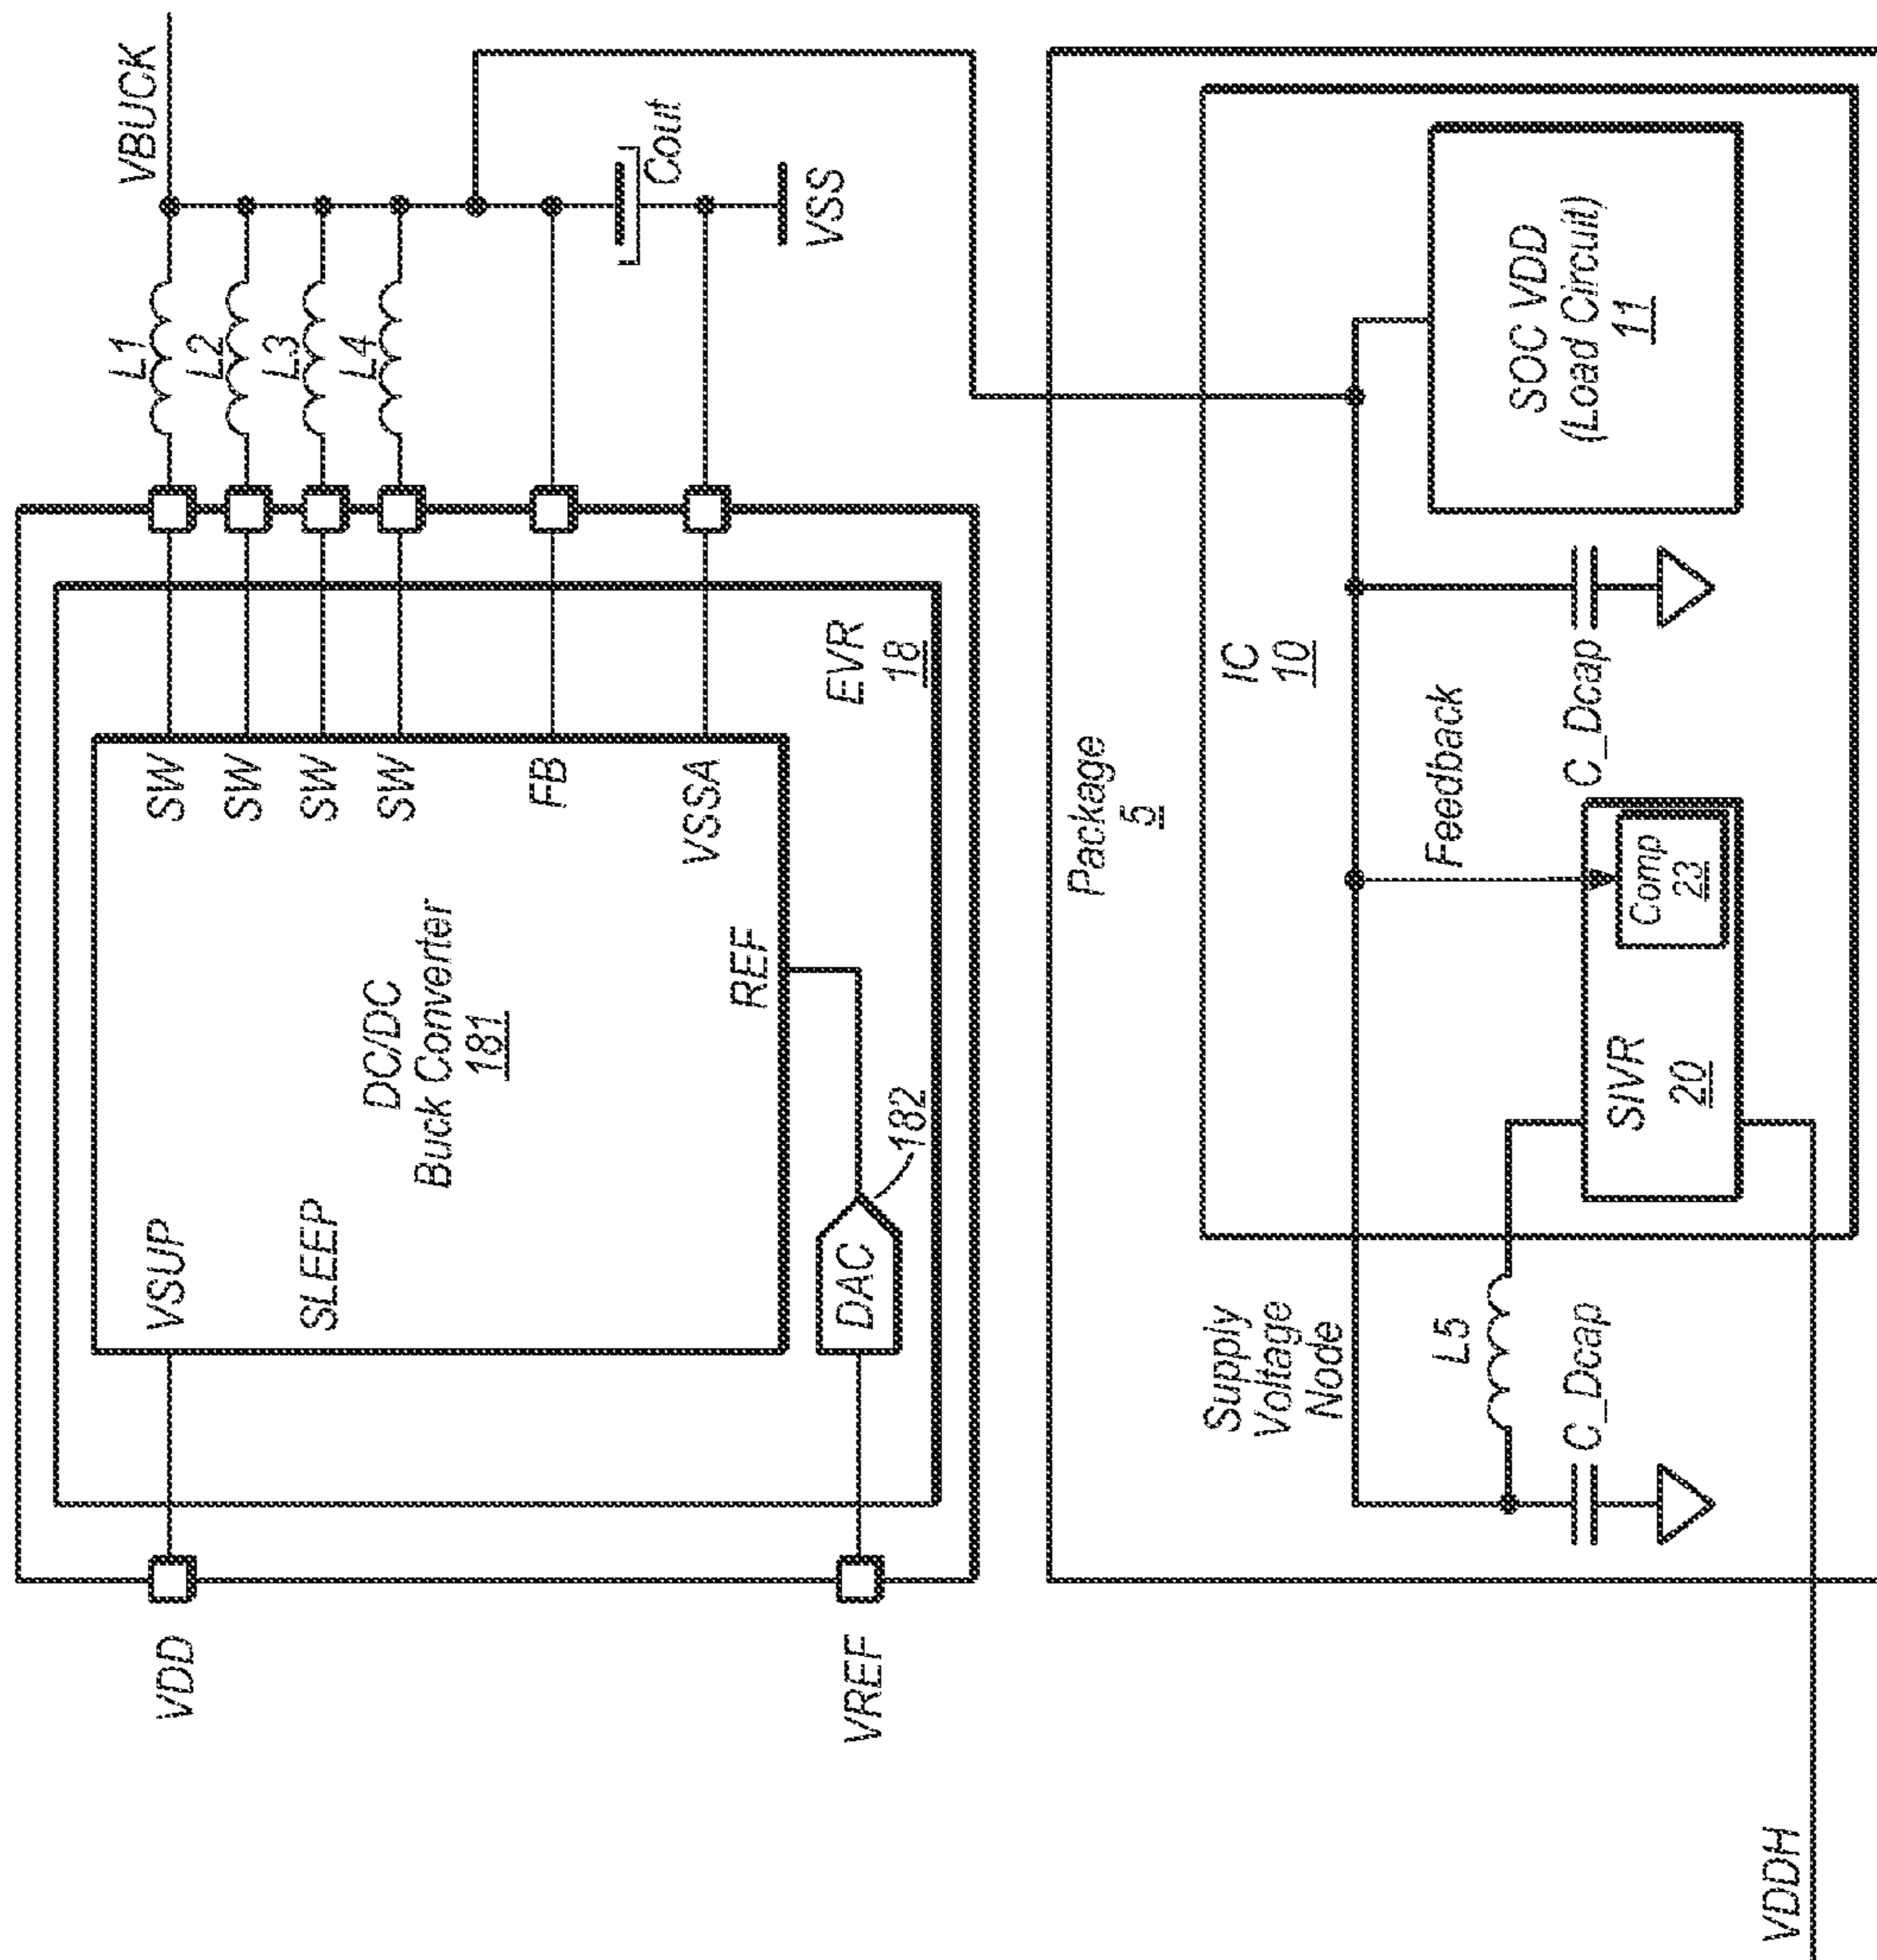 VDD
VREF
VSUP
SLEEP
DC/DC
Buck Converter
181
DAC
182
REF
SW
SW
SW
SW
FB
VSSA
EVR
18
L1
L2
L3
L4
VBUCK
Cout
VSS
Package
5
IC
10
Supply
Voltage
Node
L5
C_Dcap
SIVR
20
Comp
23
Feedback
C_Dcap
SOC VDD
(Load Circuit)
11
VDDH